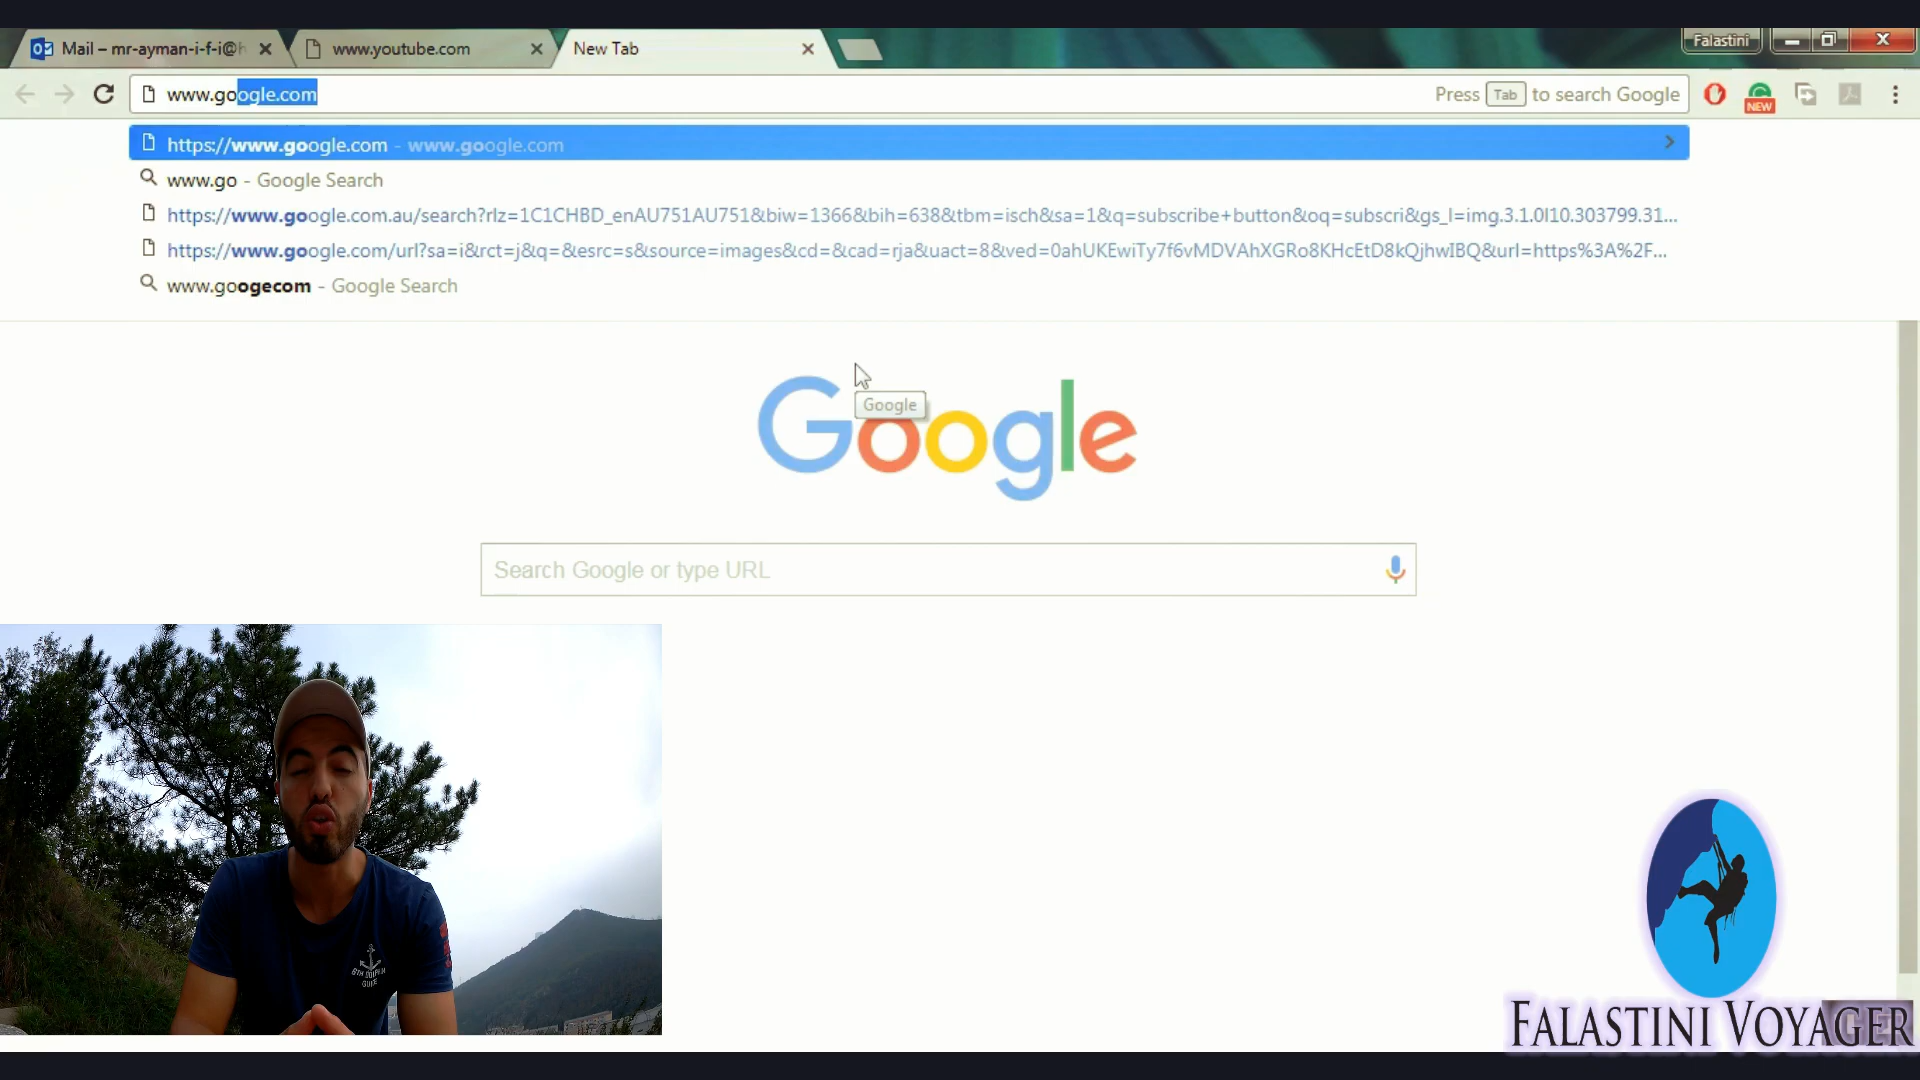 Mail – mr-ayman-i-f-i@h
www.youtube.com
New Tab
Falastini
www.google.com
Press Tab to search Google
NEW
https://www.google.com - www.google.com
www.go - Google Search
https://www.google.com.au/search?rlz=1C1CHBD_enAU751AU751&biw=1366&bih=638&tbm=isch&sa=1&q=subscribe+button&oq=subscri&gs_l=img.3.1.0l10.303799.31...
https://www.google.com/url?sa=i&rct=j&q=&esrc=s&source=images&cd=&cad=rja&uact=8&ved=0ahUKEwiTy7f6vMDVAhXGRo8KHcEtD8kQjhwIBQ&url=https%3A%2F...
www.googecom - Google Search
Google
Google
Search Google or type URL
GUIDE
FALASTINI VOYAGER